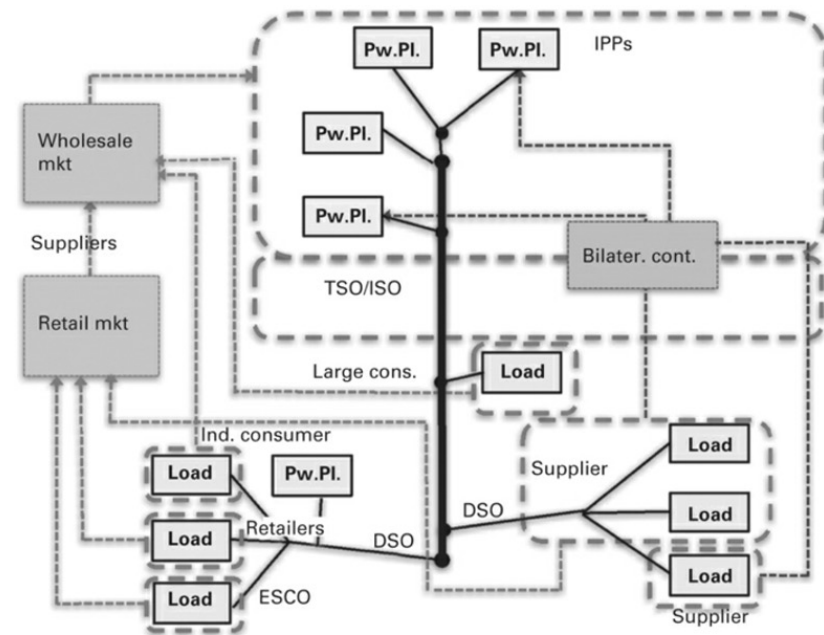 Pw.Pl.
Pw.Pl.
IPPs
Wholesale
mkt
Pw.Pl.
Pw.Pl.
Suppliers
Bilater. cont.
TSO/ISO
Retail mkt
Large cons.
Load
Ind. consumer
Load
Pw.Pl.
Supplier
Load
Retailers
Load
DSO
DSO
Load
Load
ESCO
Load
Supplier